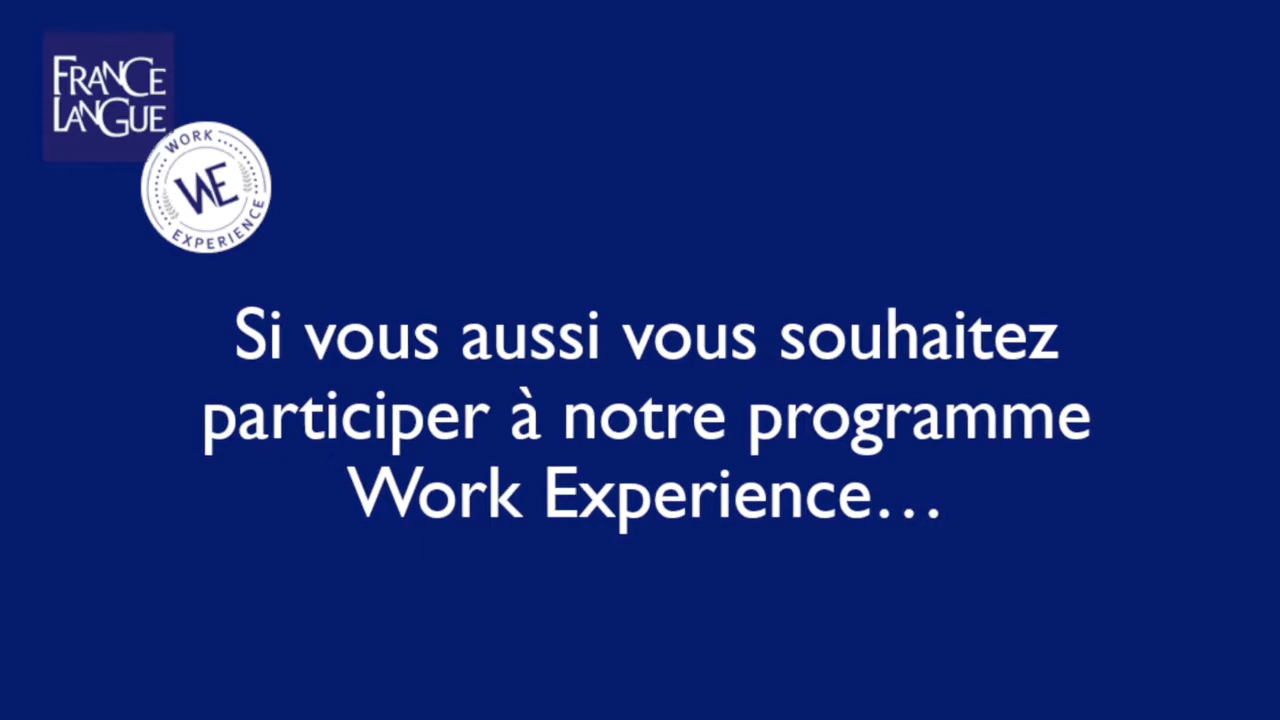 FRANCE
LANGUE
WORK
WE
EXPERIENCE
Si vous aussi vous souhaitez
participer à notre programme
Work Experience…